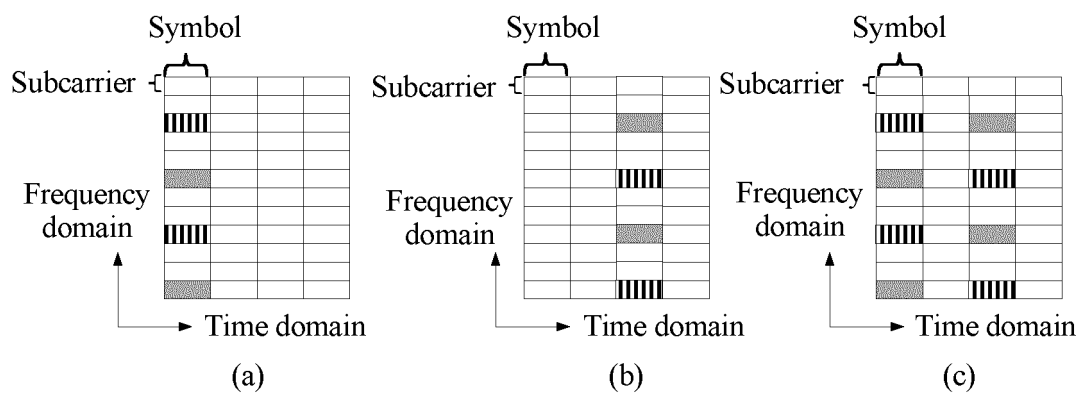 Symbol
Subcarrier
Frequency
domain
Time domain
(a)
Symbol
Subcarrier
Frequency
domain
Time domain
(b)
Symbol
Subcarrier
Frequency
domain
Time domain
(c)